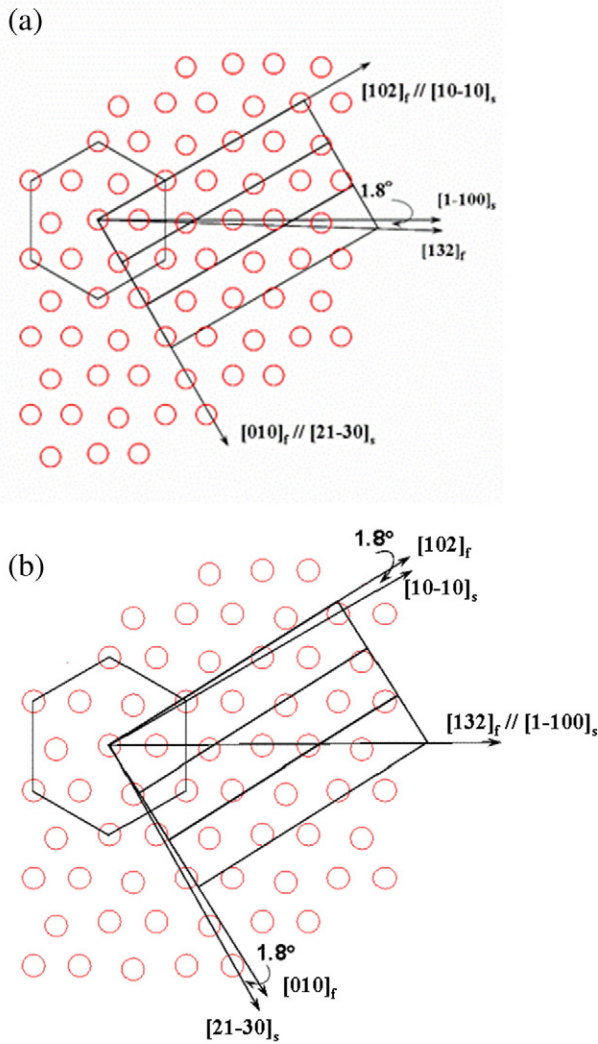 (a)
[102]f // [10-10]s
1.8°
[1-100]s
[132]f
[010]f // [21-30]s
(b)
1.8°
[102]f
[10-10]s
[132]f // [1-100]s
1.8°
[010]f
[21-30]s